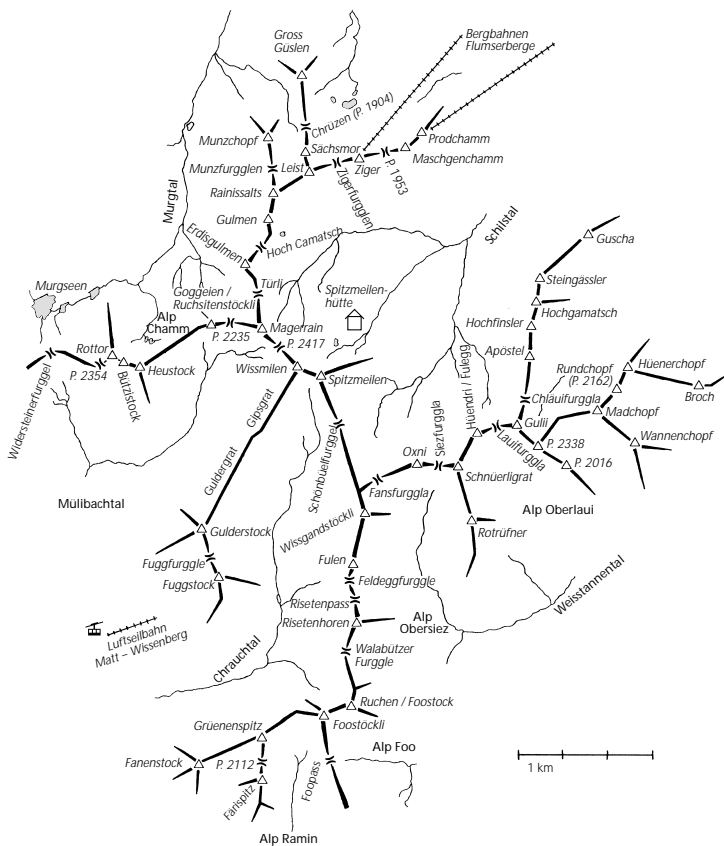 Gross
Güslen
Bergbahnen
Flumserberge
Chrüzen (P. 1904)
Munzchopf
Sächsmor
Prodchamm
Munzfurgglen
Leist
Ziger
Maschgenchamm
P. 1953
Zigerfurgglen
Murgtal
Rainissalts
Gulmen
Erdisgulmen
Hoch Camatsch
Schilstal
Guscha
Steingässler
Murgseen
Goggeien /
Ruchsitenstöckli
Türli
Spitzmeilen-
hütte
Hochgamatsch
Alp
Chamm
Hochfinsler
P. 2235
Magerrain
P. 2417
Rottor
P. 2354
Bützistock
Heustock
Wissmilen
Spitzmeilen
Apöstel
Hüendri / Fulegg
Rundchopf
(P. 2162)
Hüenerchopf
Broch
Widersteinerfurggel
Gipsgrat
Chlauifurggla
Madchopf
Gulii
Lauifurggla
P. 2338
Wannenchopf
Guldergrat
Schönbüelfurggel
Oxni
Slezfurggla
Schnüerligrat
P. 2016
Fansfurggla
Mülibachtal
Alp Oberlaui
Wissgandstöckli
Rotrüfner
Gulderstock
Fuggfurggle
Fuggstock
Fulen
Feldeggfurggle
Weisstannental
Risetenpass
Risetenhoren
Alp
Obersiez
Luftseilbahn
Matt – Wissenberg
Chrauchtal
Walabützer
Furggle
Ruchen / Foostock
Grüenenspitz
Foostöckli
Alp Foo
Fanenstock
P. 2112
Färispitz
Foopass
1 km
Alp Ramin